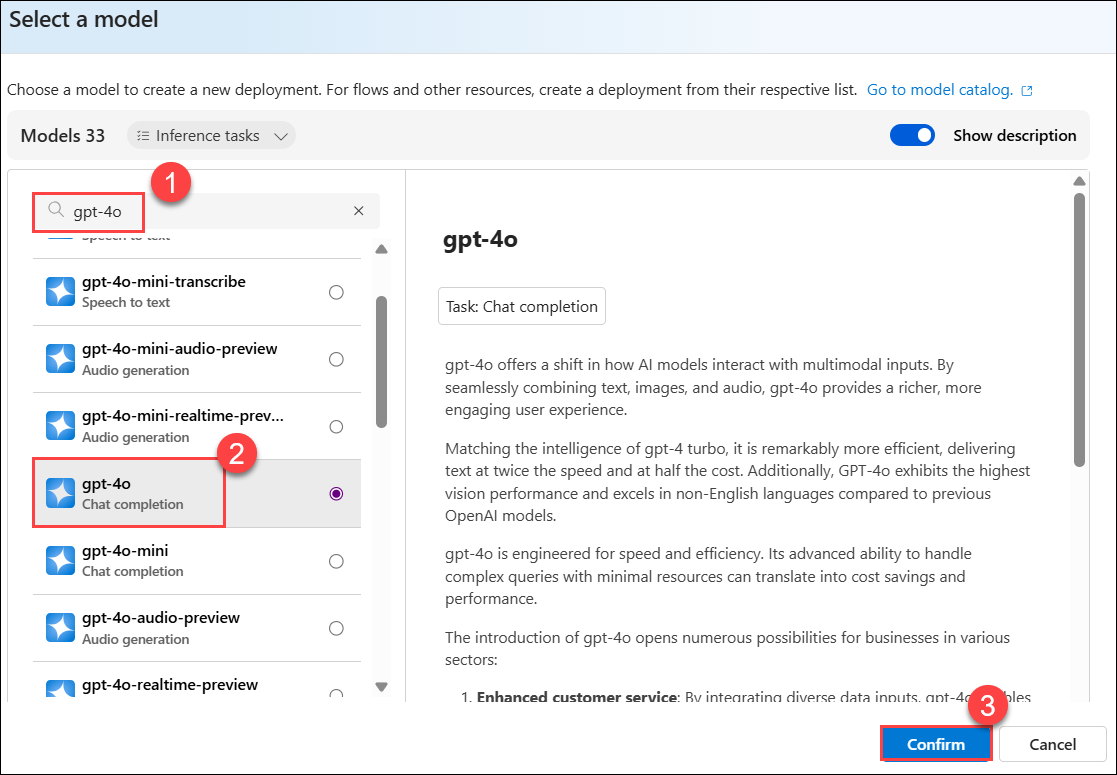 Select a model
Choose a model to create a new deployment. For flows and other resources, create a deployment from their respective list. Go to model catalog.
Models 33
Inference tasks
Show description
1
gpt-4o
Speech to text
gpt-4o-mini-transcribe
Speech to text
gpt-4o-mini-audio-preview
Audio generation
gpt-4o-mini-realtime-prev...
Audio generation
2
gpt-4o
Chat completion
gpt-4o-mini
Chat completion
gpt-4o-audio-preview
Audio generation
gpt-4o-realtime-preview
gpt-4o
Task: Chat completion
gpt-4o offers a shift in how AI models interact with multimodal inputs. By
seamlessly combining text, images, and audio, gpt-4o provides a richer, more
engaging user experience.
Matching the intelligence of gpt-4 turbo, it is remarkably more efficient, delivering
text at twice the speed and at half the cost. Additionally, GPT-4o exhibits the highest
vision performance and excels in non-English languages compared to previous
OpenAI models.
gpt-4o is engineered for speed and efficiency. Its advanced ability to handle
complex queries with minimal resources can translate into cost savings and
performance.
The introduction of gpt-4o opens numerous possibilities for businesses in various
sectors:
1. Enhanced customer service: By integrating diverse data inputs, gpt-4o
3
Confirm
Cancel